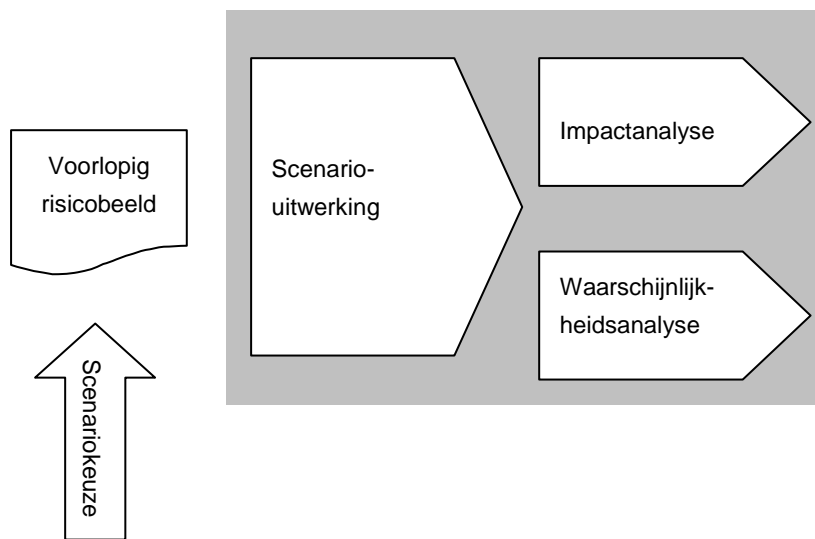 Voorlopig
risicobeeld
Scenariokeuze
Scenario-
uitwerking
Impactanalyse
Waarschijnlijk-
heidsanalyse